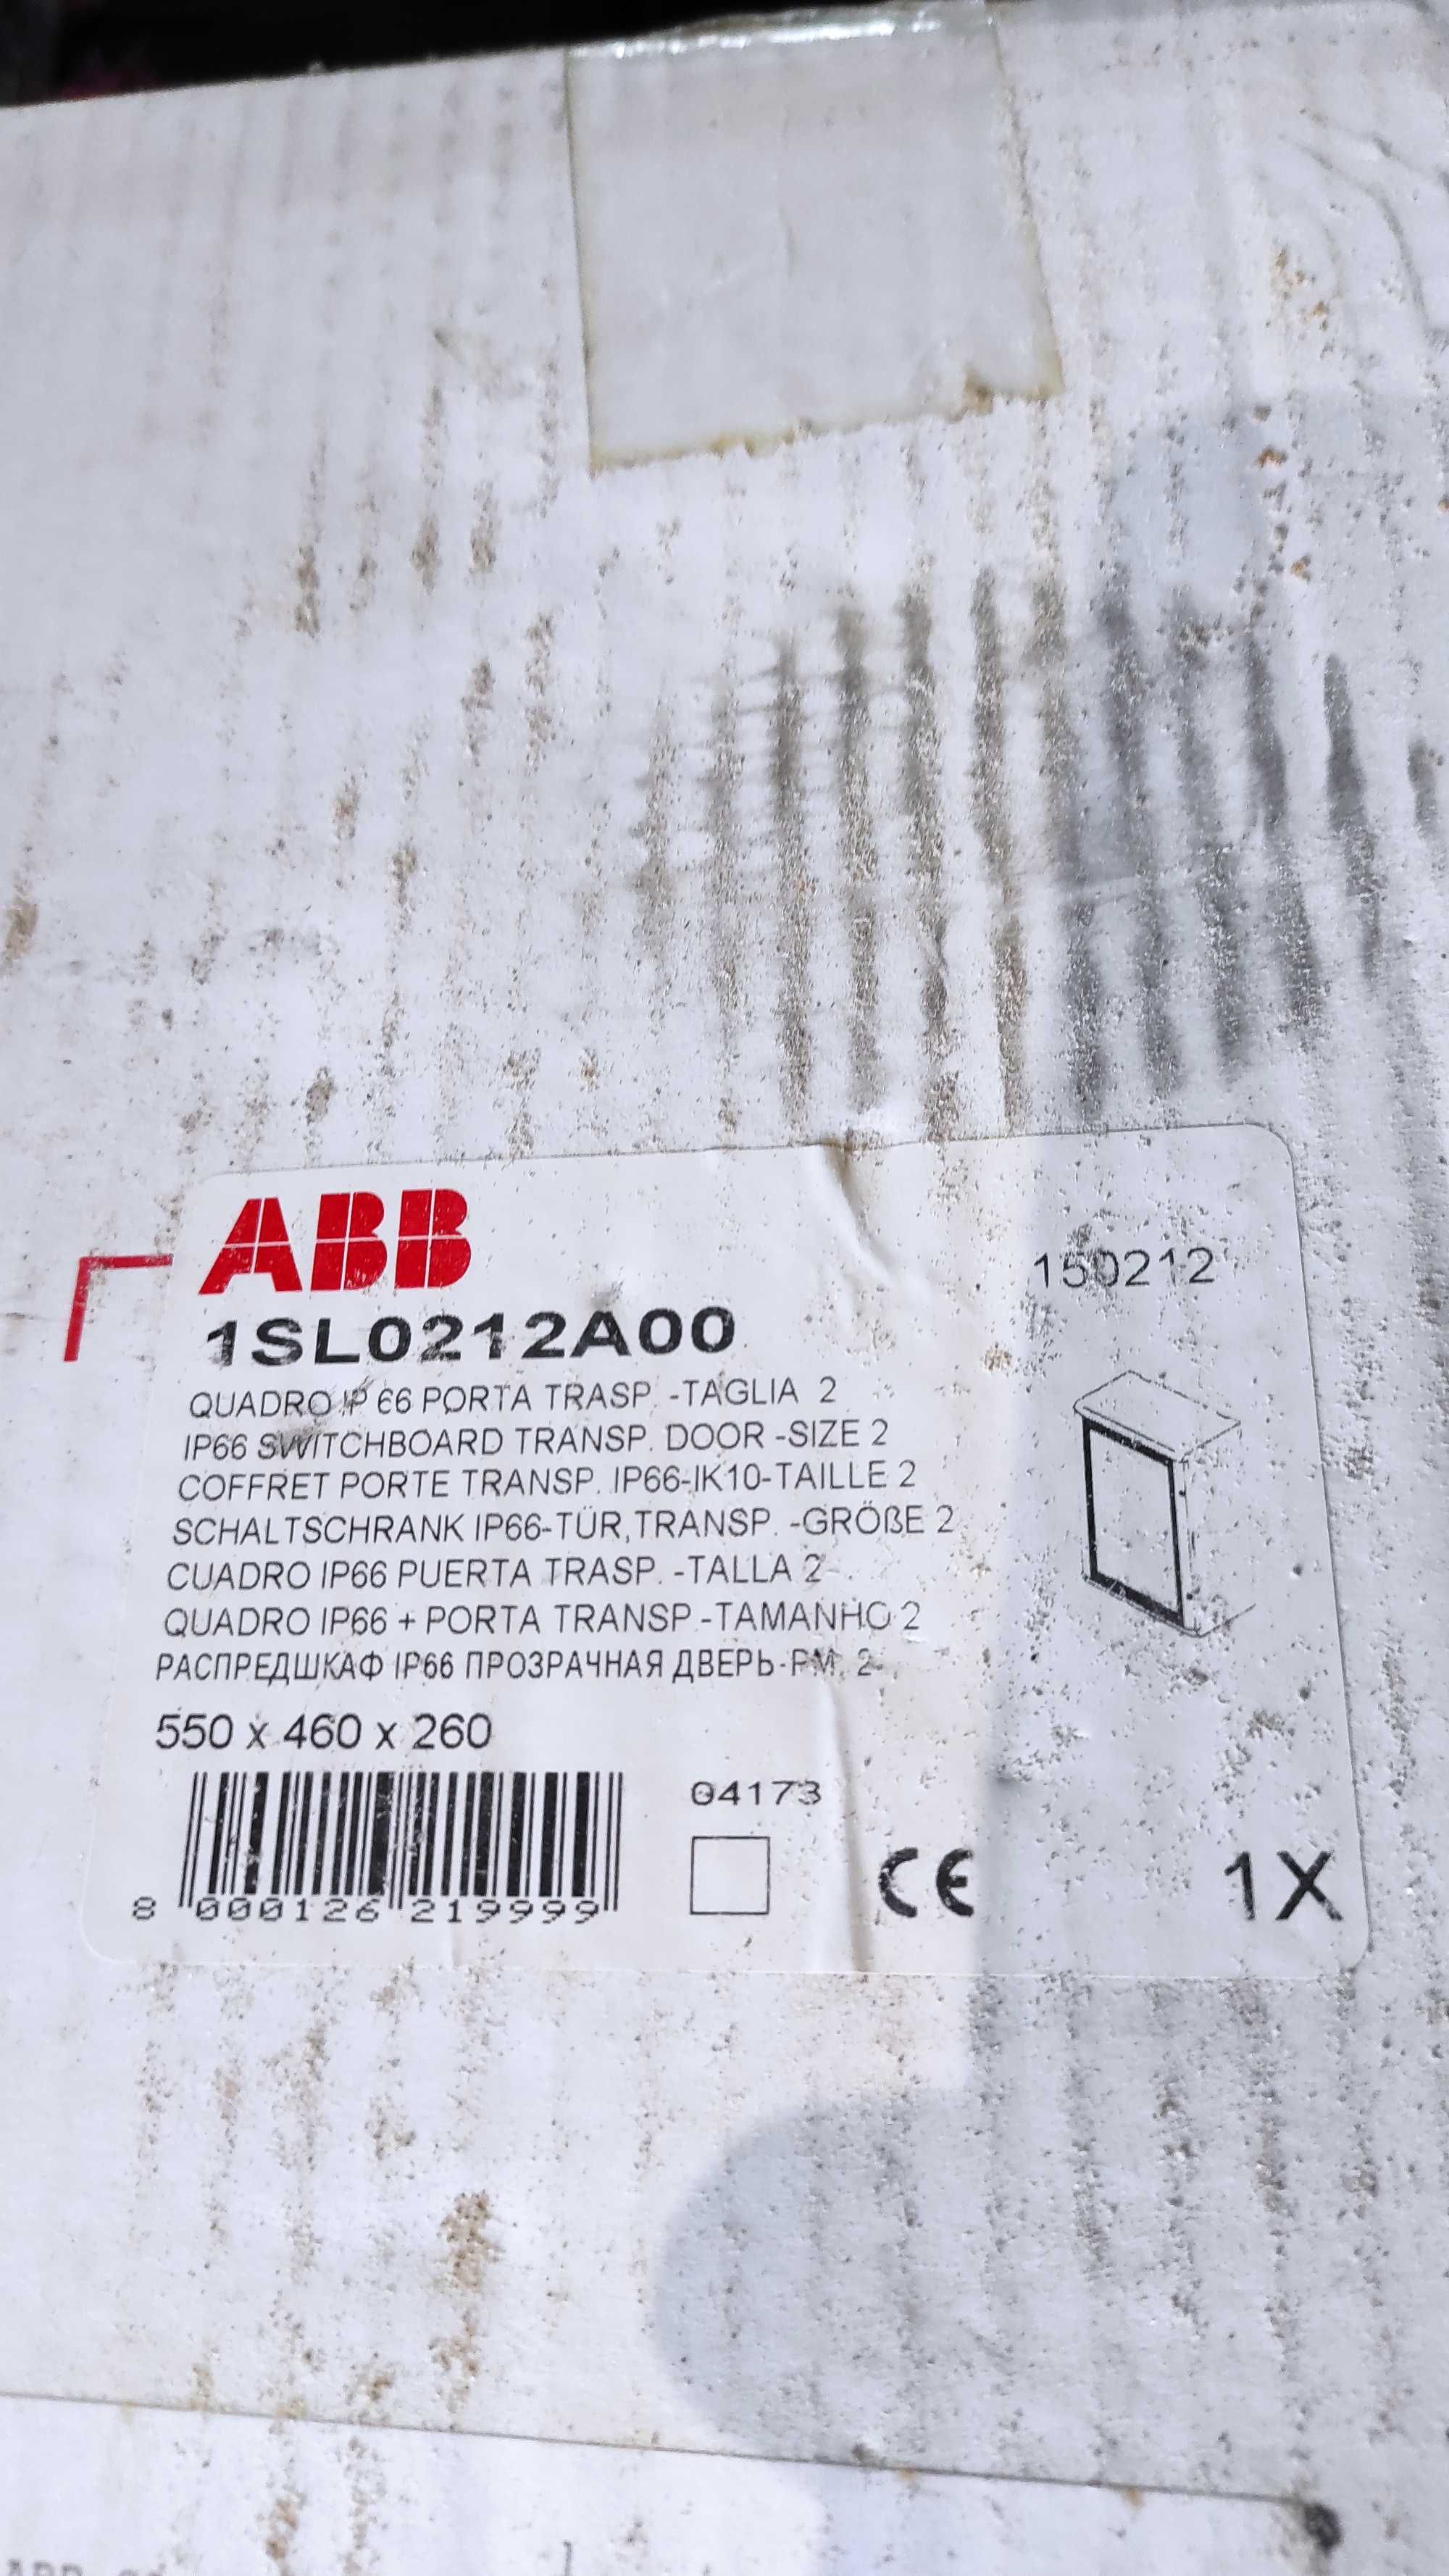 ABB
150212
1SL0212A00
QUADRO IP 66 PORTA TRASP. -TAGLIA 2
IP66 SWITCHBOARD TRANSP. DOOR -SIZE 2
COFFRET PORTE TRANSP. IP66-IK10-TAILLE 2
SCHALTSCHRANK IP66-TÜR,TRANSP. -GRÖßE 2
CUADRO IP66 PUERTA TRASP. -TALLA 2
QUADRO IP66 + PORTA TRANSP.-TAMANHO 2
РАСПРЕДШКАФ IP66 ПРОЗРАЧНАЯ ДВЕРЬ-РМ. 2
550 x 460 x 260
04173
8 000126 219999
CE
1X